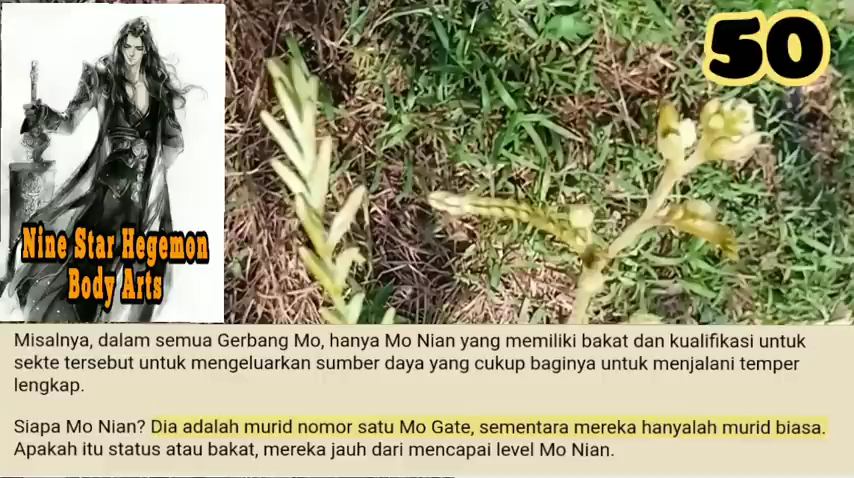 50
Nine Star Hegemon
Body Arts
Misalnya, dalam semua Gerbang Mo, hanya Mo Nian yang memiliki bakat dan kualifikasi untuk
sekte tersebut untuk mengeluarkan sumber daya yang cukup baginya untuk menjalani temper
lengkap.
Siapa Mo Nian? Dia adalah murid nomor satu Mo Gate, sementara mereka hanyalah murid biasa.
Apakah itu status atau bakat, mereka jauh dari mencapai level Mo Nian.